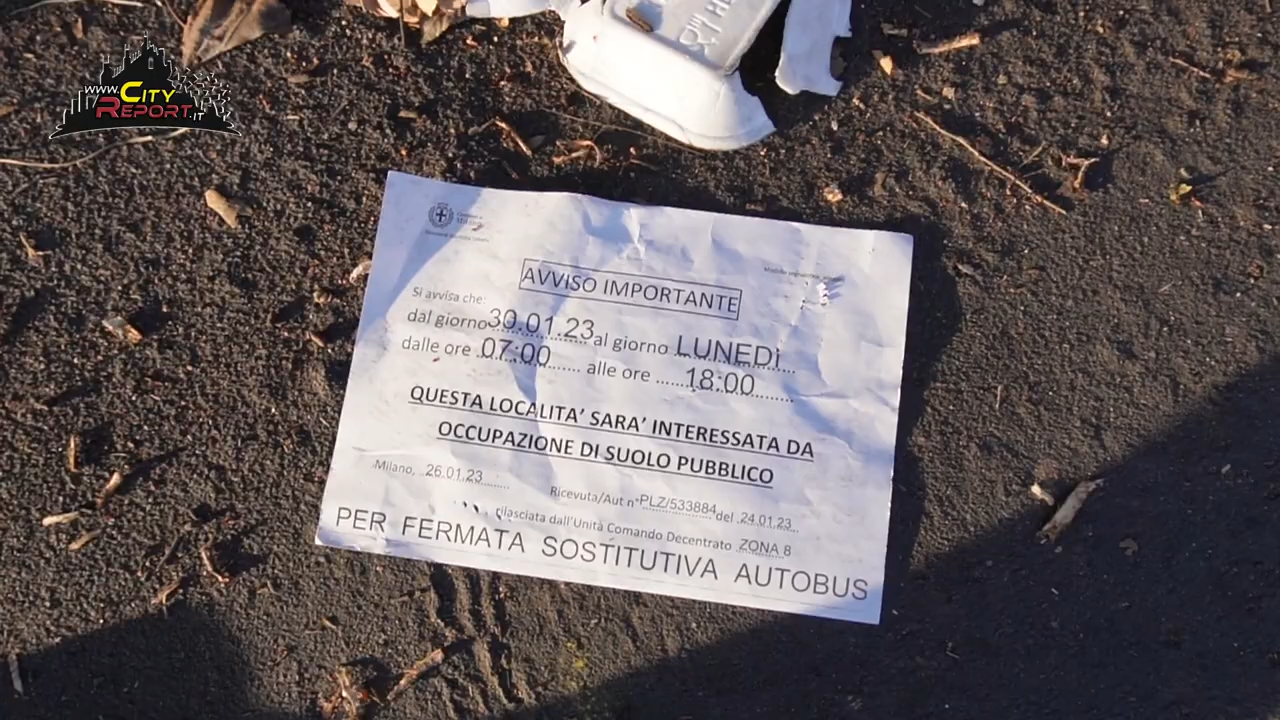 www.CITY
REPORT.IT
AVVISO IMPORTANTE
Si avvisa che:
dal giorno 30.01.23 al giorno LUNEDì
dalle ore 07:00 alle ore 18:00
QUESTA LOCALITA' SARA' INTERESSATA DA
OCCUPAZIONE DI SUOLO PUBBLICO
Milano, 26.01.23
Ricevuta/Aut n° PLZ/533884 del 24.01.23
rilasciata dall'Unità Comando Decentrato ZONA 8
PER FERMATA SOSTITUTIVA AUTOBUS